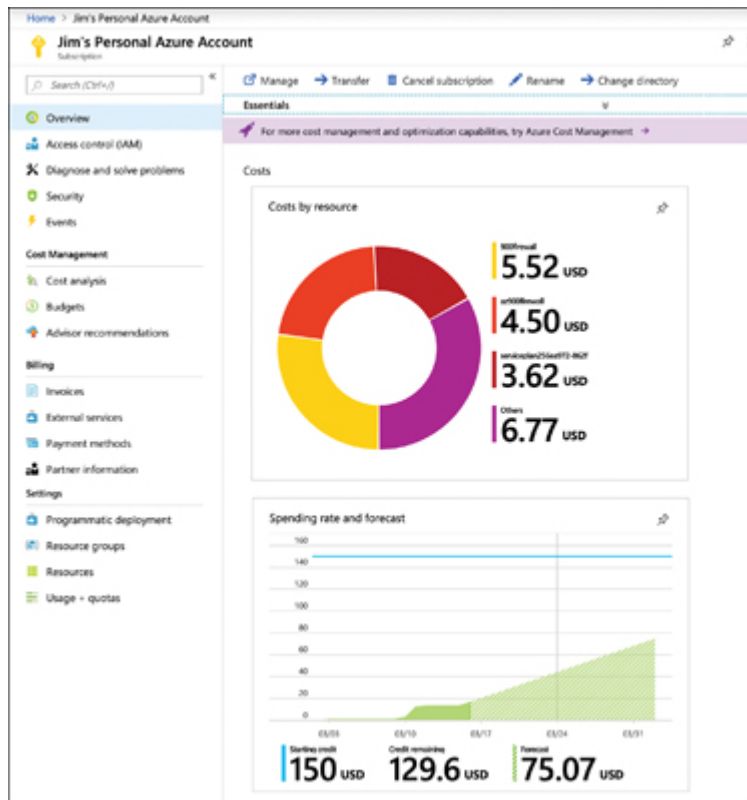 Home > Jim's Personal Azure Account
Jim's Personal Azure Account
Subscription
Search (Ctrl+/)
Overview
Access control (IAM)
Diagnose and solve problems
Security
Events
Cost Management
Cost analysis
Budgets
Advisor recommendations
Billing
Invoices
External services
Payment methods
Partner information
Settings
Programmatic deployment
Resource groups
Resources
Usage + quotas
Manage Transfer Cancel subscription Rename Change directory
Essentials
For more cost management and optimization capabilities, try Azure Cost Management
Costs
Costs by resource
5.52 USD
4.50 USD
3.62 USD
Others
6.77 USD
Spending rate and forecast
160
140
120
100
80
60
40
20
0
03/03 03/10 03/17 03/24 03/31
Starting credit
150 USD
Credit remaining
129.6 USD
Forecast
75.07 USD